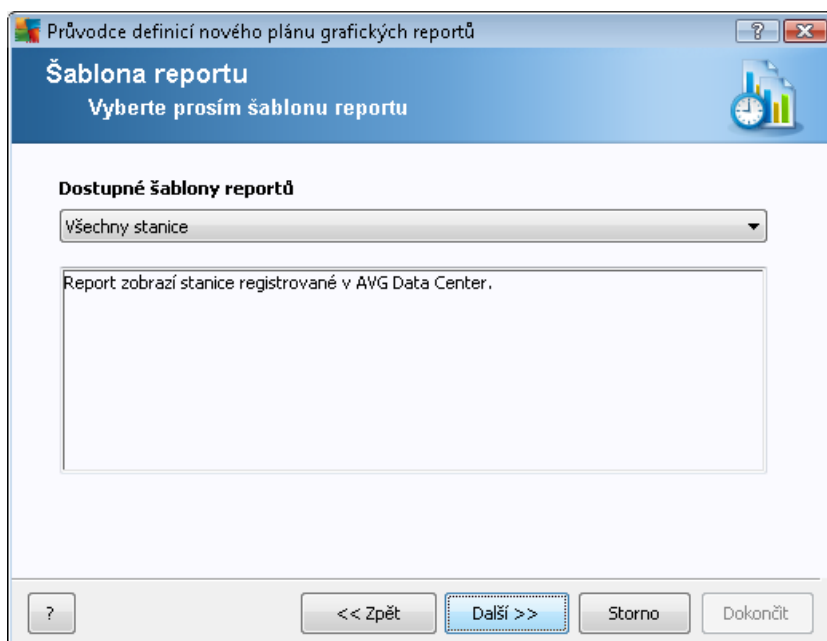 Průvodce definicí nového plánu grafických reportů
Šablona reportu
Vyberte prosím šablonu reportu
Dostupné šablony reportů
Všechny stanice
Report zobrazí stanice registrované v AVG Data Center.
?
<< Zpět
Další >>
Storno
Dokončit